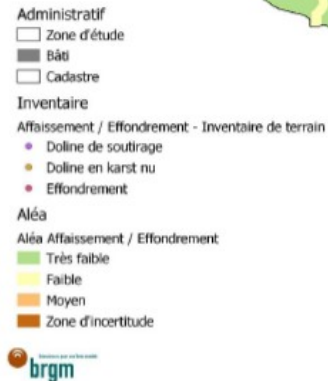 Administratif
Zone d'étude
Bâti
Cadastre
Inventaire
Affaissement / Effondrement - Inventaire de terrain
Doline de soutirage
Doline en karst nu
Effondrement
Aléa
Aléa Affaissement / Effondrement
Très faible
Faible
Moyen
Zone d'incertitude
brgm